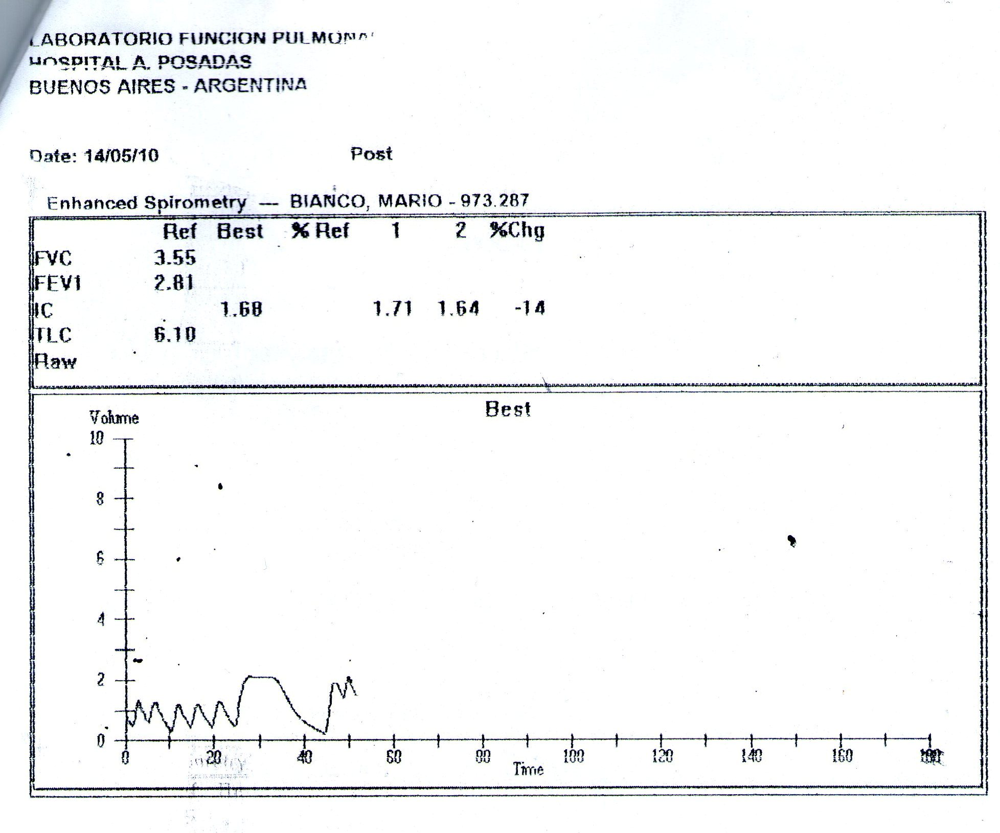 LABORATORIO FUNCION PULMONAR
HOSPITAL A. POSADAS
BUENOS AIRES - ARGENTINA
Date: 14/05/10 Post
Enhanced Spirometry --- BIANCO, MARIO - 973.287
Ref Best % Ref 1 2 %Chg
FVC 3.55
FEV1 2.81
IC 1.68 1.71 1.64 -14
TLC 6.10
Raw
Best
Volume
10
8
6
4
2
0
0 20 40 60 80 100 120 140 160 180
Time